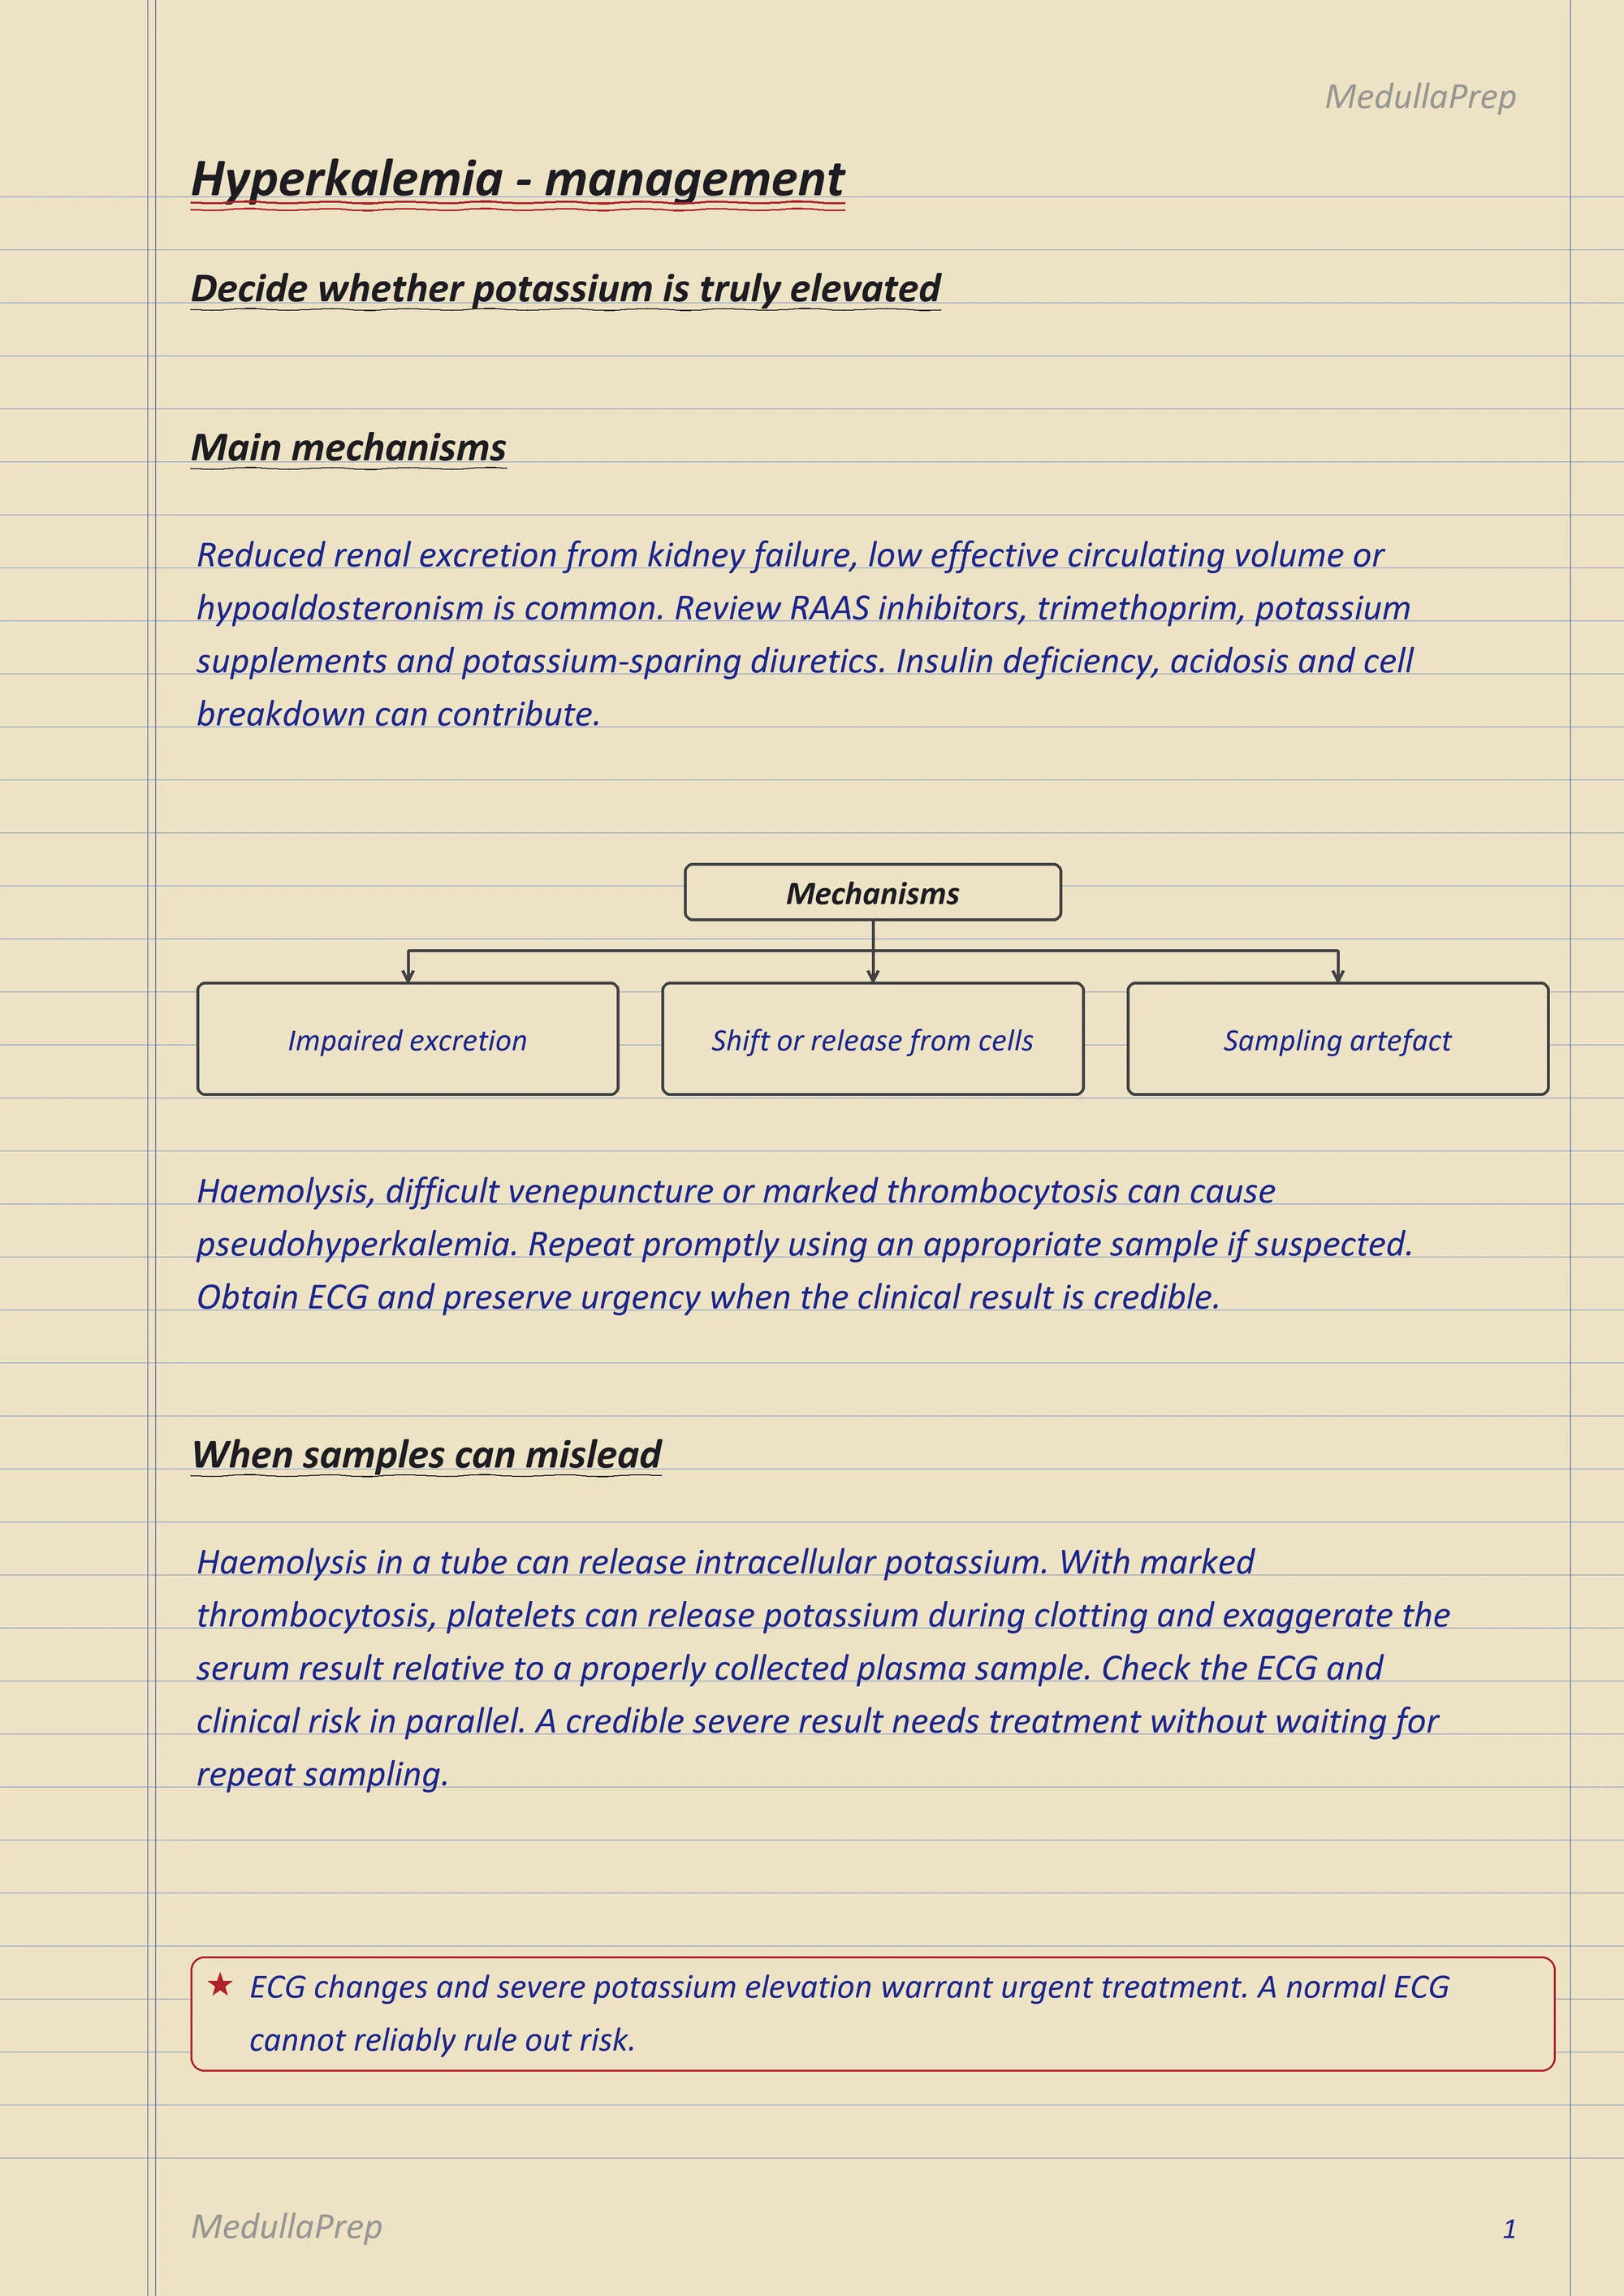 MedullaPrep
Hyperkalemia - management
Decide whether potassium is truly elevated
Main mechanisms
Reduced renal excretion from kidney failure, low effective circulating volume or
hypoaldosteronism is common. Review RAAS inhibitors, trimethoprim, potassium
supplements and potassium-sparing diuretics. Insulin deficiency, acidosis and cell
breakdown can contribute.
Mechanisms
Impaired excretion
Shift or release from cells
Sampling artefact
Haemolysis, difficult venepuncture or marked thrombocytosis can cause
pseudohyperkalemia. Repeat promptly using an appropriate sample if suspected.
Obtain ECG and preserve urgency when the clinical result is credible.
When samples can mislead
Haemolysis in a tube can release intracellular potassium. With marked
thrombocytosis, platelets can release potassium during clotting and exaggerate the
serum result relative to a properly collected plasma sample. Check the ECG and
clinical risk in parallel. A credible severe result needs treatment without waiting for
repeat sampling.
★ ECG changes and severe potassium elevation warrant urgent treatment. A normal ECG
cannot reliably rule out risk.
MedullaPrep
1